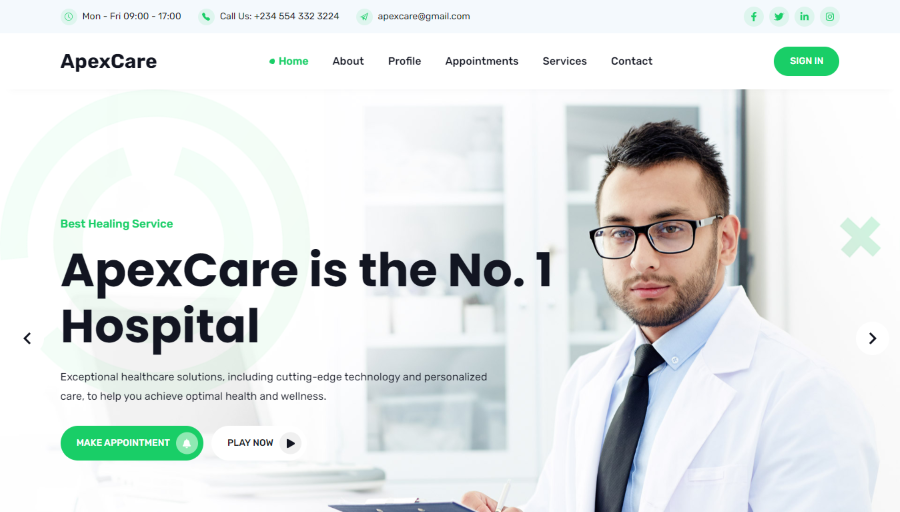 Mon - Fri 09:00 - 17:00 Call Us: +234 554 332 3224 apexcare@gmail.com
ApexCare Home About Profile Appointments Services Contact SIGN IN
Best Healing Service
ApexCare is the No. 1
Hospital
Exceptional healthcare solutions, including cutting-edge technology and personalized
care, to help you achieve optimal health and wellness.
MAKE APPOINTMENT PLAY NOW